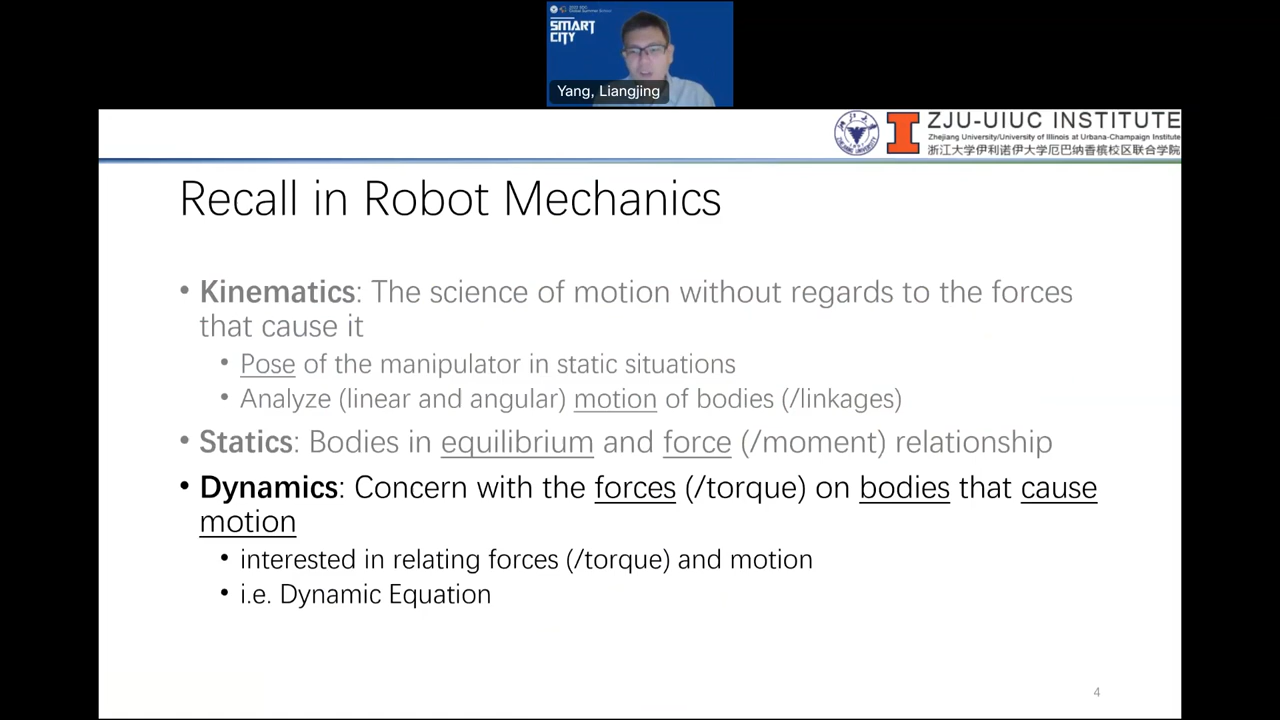 SMART
CITY
Yang, Liangjing
ZJU-UIUC INSTITUTE
Zhejiang University/University of Illinois at Urbana-Champaign Institute
浙江大学伊利诺伊大学厄巴纳香槟校区联合学院
Recall in Robot Mechanics
• Kinematics: The science of motion without regards to the forces
that cause it
• Pose of the manipulator in static situations
• Analyze (linear and angular) motion of bodies (/linkages)
• Statics: Bodies in equilibrium and force (/moment) relationship
• Dynamics: Concern with the forces (/torque) on bodies that cause
motion
• interested in relating forces (/torque) and motion
• i.e. Dynamic Equation
4